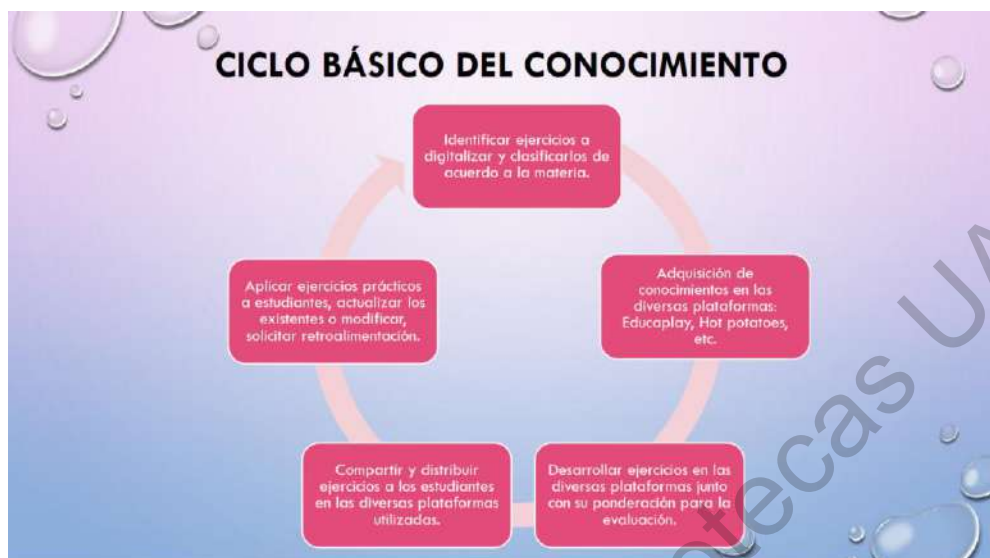 CICLO BÁSICO DEL CONOCIMIENTO
Identificar ejercicios a
digitalizar y clasificarlos de
acuerdo a la materia.
Adquisición de
conocimientos en las
diversas plataformas:
Educaplay, Hot potatoes,
etc.
Desarrollar ejercicios en las
diversas plataformas junto
con su ponderación para la
evaluación.
Compartir y distribuir
ejercicios a los estudiantes
en las diversas plataformas
utilizadas.
Aplicar ejercicios prácticos
a estudiantes, actualizar los
existentes o modificar,
solicitar retroalimentación.